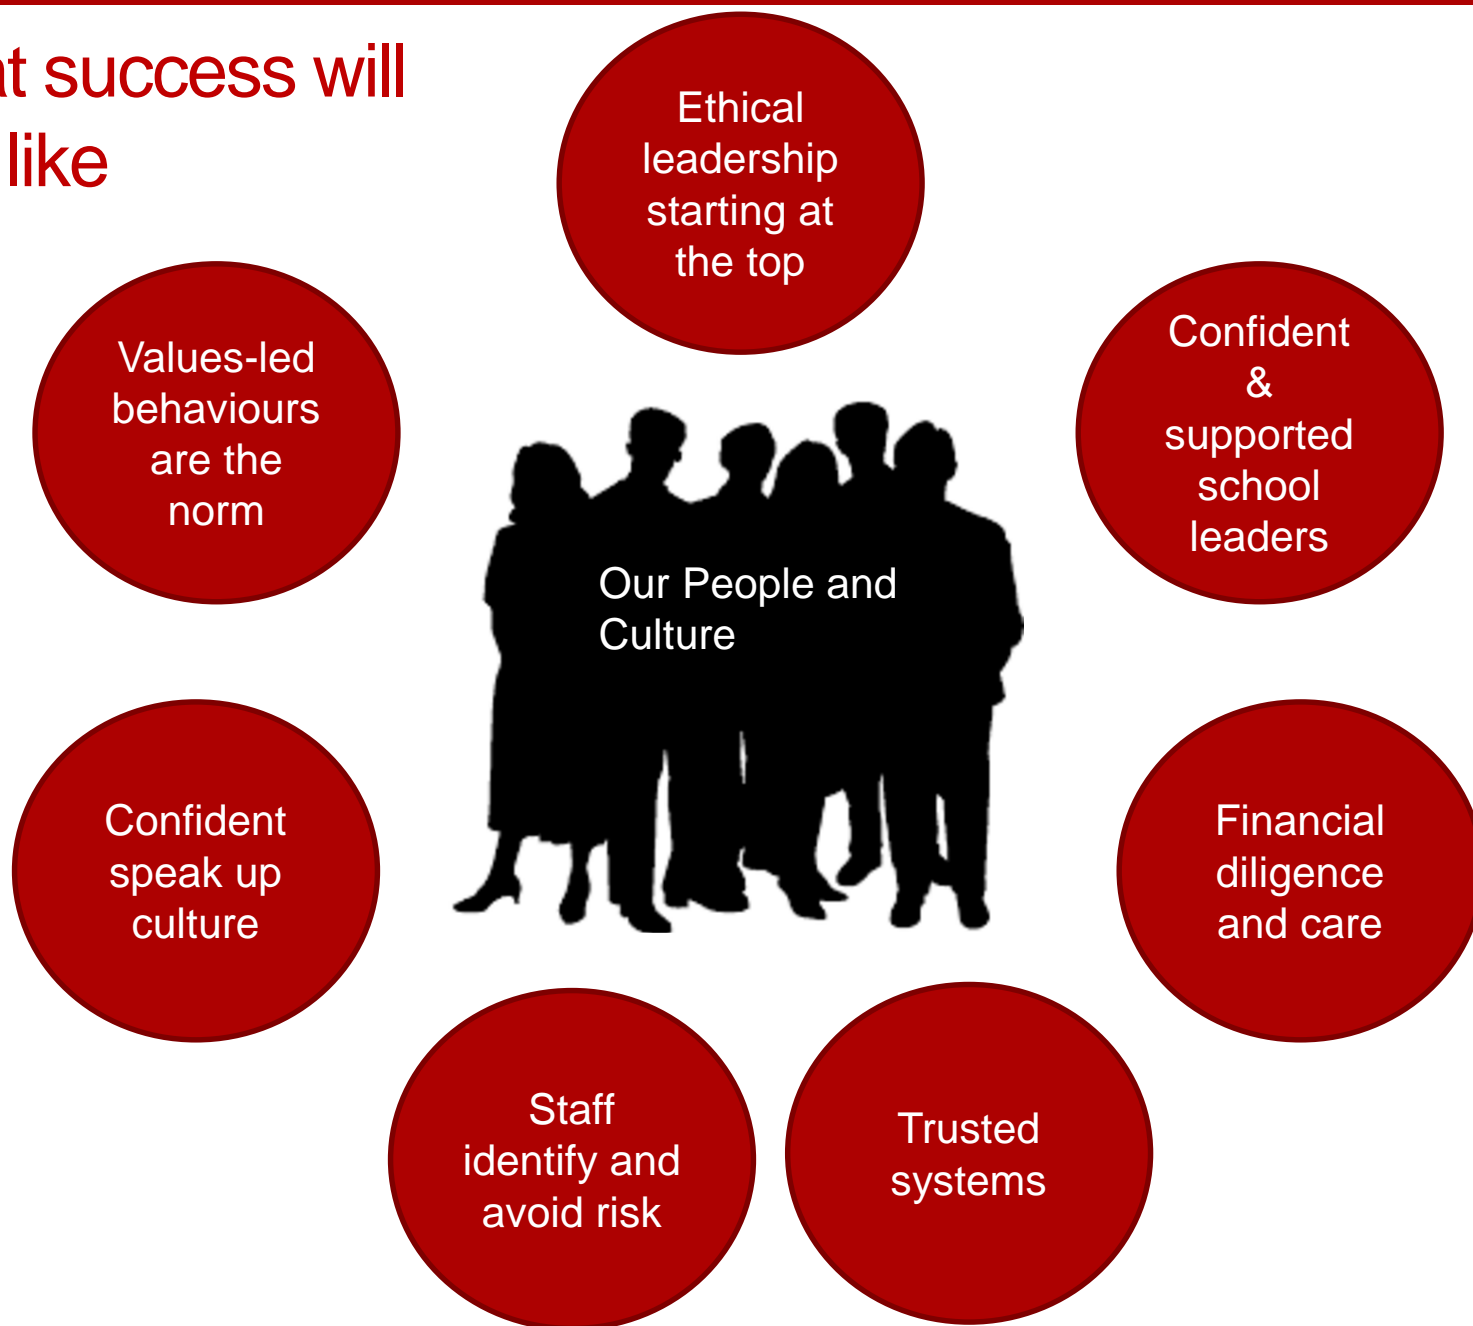 at success will
like
Ethical
leadership
starting at
the top
Values-led
behaviours
are the
norm
Confident
&
supported
school
leaders
Our People and
Culture
Confident
speak up
culture
Financial
diligence
and care
Staff
identify and
avoid risk
Trusted
systems